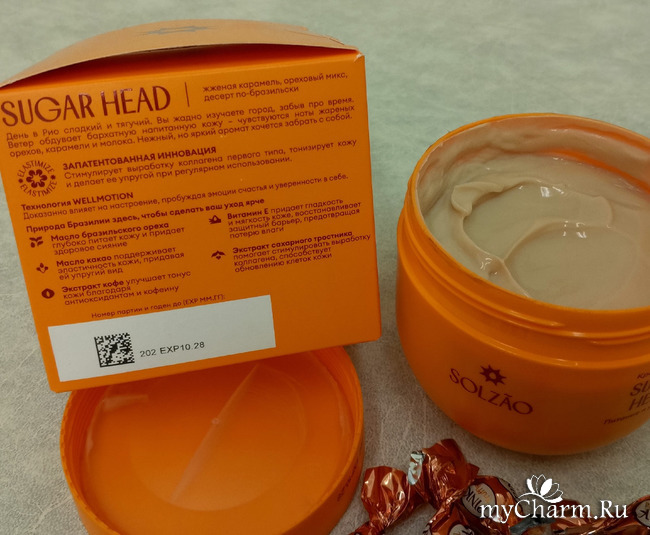 SUGAR HEAD
жженая карамель, ореховый микс,
десерт по-бразильски
День в Рио сладкий и тягучий. Вы жадно изучаете город, забыв про время.
Ветер обдувает бархатную напитанную кожу – чувствуются ноты жареных
орехов, карамели и молока. Нежный, но яркий аромат хочется забрать с собой.
ELASTIMIZE ELASTIMIZE
ЗАПАТЕНТОВАННАЯ ИННОВАЦИЯ
Стимулирует выработку коллагена первого типа, тонизирует кожу
и делает ее упругой при регулярном использовании.
Технология WELLMOTION
Доказанно влияет на настроение, пробуждая эмоции счастья и уверенности в себе.
Природа Бразилии здесь, чтобы сделать ваш уход ярче
Масло бразильского ореха
глубоко питает кожу и придает
здоровое сияние
Масло какао поддерживает
эластичность кожи, придавая
ей упругий вид
Экстракт кофе улучшает тонус
кожи благодаря
антиоксидантам и кофеину
Витамин Е придает гладкость
и мягкость коже, восстанавливает
защитный барьер, предотвращая
потерю влаги
Экстракт сахарного тростника
помогает стимулировать выработку
коллагена, способствует
обновлению клеток кожи
Номер партии и годен до (EXP ММ.ГГ):
202 EXP10.28
SOLZÃO
myCharm.Ru